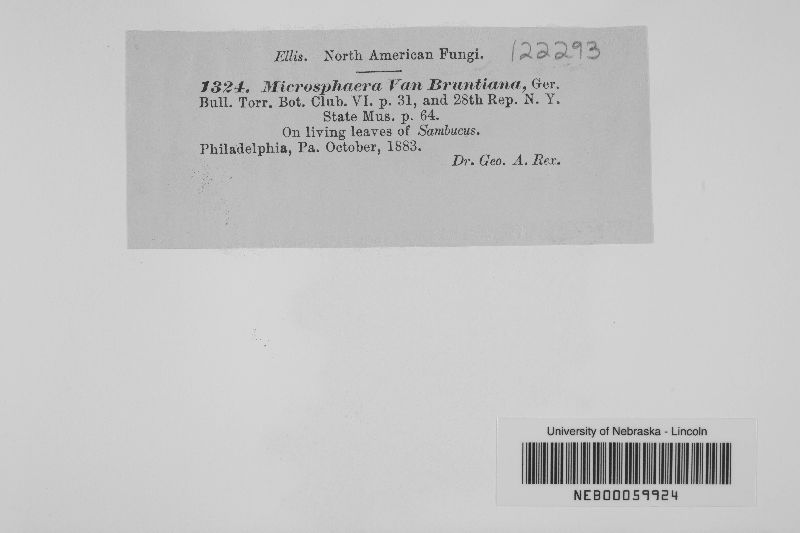 Ellis. North American Fungi. 122293
1324. Microsphaera Van Bruntiana, Ger.
Bull. Torr. Bot. Club. VI. p. 31, and 28th Rep. N. Y.
State Mus. p. 64.
On living leaves of Sambucus.
Philadelphia, Pa. October, 1883.
Dr. Geo. A. Rex.
University of Nebraska - Lincoln
NEB00059924